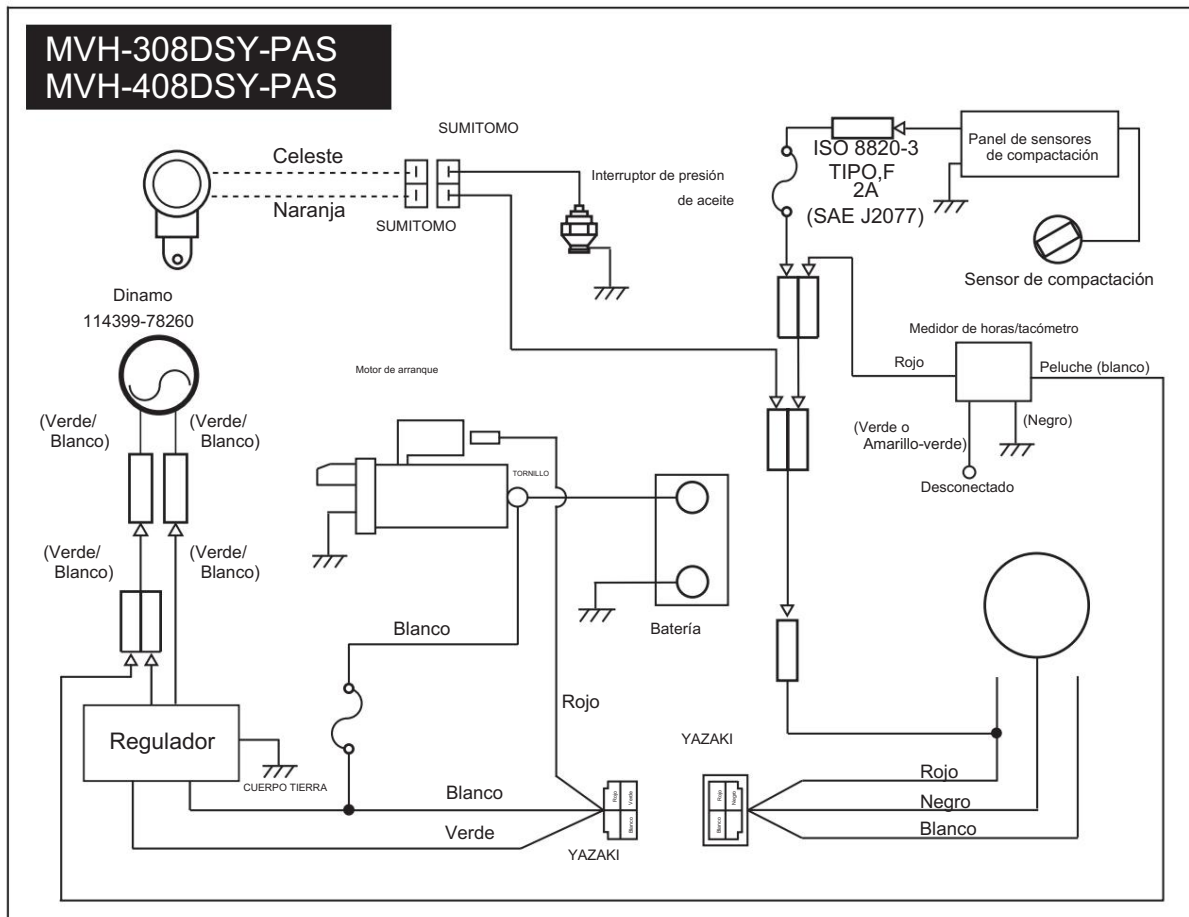 MVH-308DSY-PAS
MVH-408DSY-PAS
SUMITOMO
Celeste
Naranja
SUMITOMO
Interruptor de presión
de aceite
ISO 8820-3
TIPO,F
2A
(SAE J2077)
Panel de sensores
de compactación
Sensor de compactación
Dinamo
114399-78260
Medidor de horas/tacómetro
Rojo
Peluche (blanco)
Motor de arranque
(Verde/
Blanco)
(Verde/
Blanco)
(Verde o
Amarillo-verde)
(Negro)
TORNILLO
Desconectado
(Verde/
Blanco)
(Verde/
Blanco)
Blanco
Batería
Rojo
Regulador
CUERPO TIERRA
YAZAKI
Rojo
Blanco
Negro
Verde
Blanco
YAZAKI
Rojo
Verde
Blanco
Rojo
Negro
Blanco